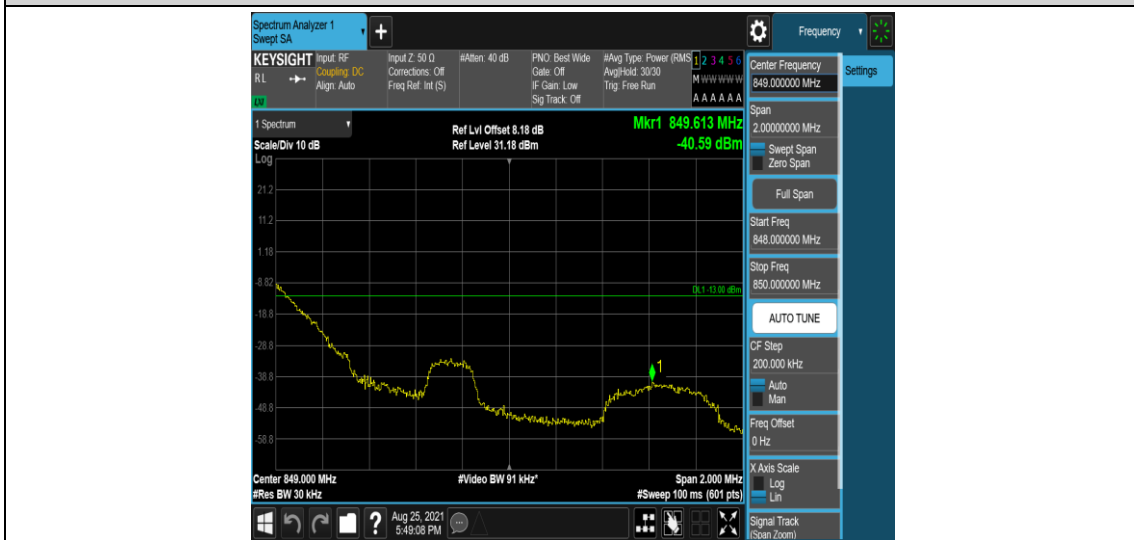 Spectrum Analyzer 1
Swept SA
+
Frequency
KEYSIGHT
RL
Input: RF
Coupling: DC
Align: Auto
Input Z: 50 Ω
Corrections: Off
Freq Ref: Int (S)
#Atten: 40 dB
PNO: Best Wide
Gate: Off
IF Gain: Low
Sig Track: Off
#Avg Type: Power (RMS
Avg|Hold: 30/30
Trig: Free Run
1 2 3 4 5 6
M W W W W W
A A A A A A
1 Spectrum
Scale/Div 10 dB
Log
Ref Lvl Offset 8.18 dB
Ref Level 31.18 dBm
Mkr1 849.613 MHz
-40.59 dBm
21.2
11.2
1.18
-8.82
-18.8
-28.8
-38.8
-48.8
-58.8
DL1 -13.00 dBm
1
Center 849.000 MHz
#Res BW 30 kHz
#Video BW 91 kHz*
Span 2.000 MHz
#Sweep 100 ms (601 pts)
?
Aug 25, 2021
5:49:08 PM
Center Frequency
849.000000 MHz
Settings
Span
2.00000000 MHz
Swept Span
Zero Span
Full Span
Start Freq
848.000000 MHz
Stop Freq
850.000000 MHz
AUTO TUNE
CF Step
200.000 kHz
Auto
Man
Freq Offset
0 Hz
X Axis Scale
Log
Lin
Signal Track
(Span Zoom)